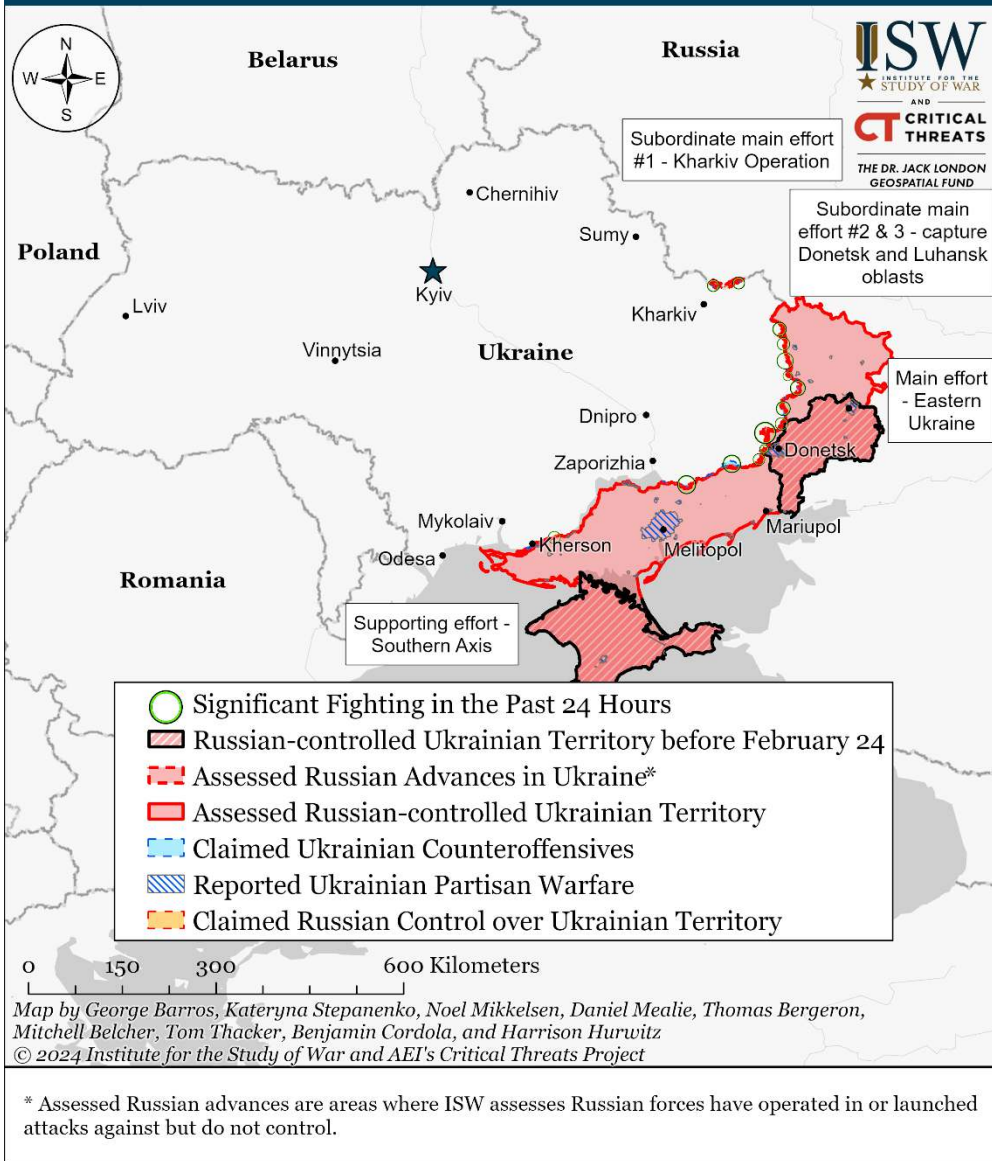 N
W
E
S
Belarus
Russia
ISW
INSTITUTE FOR THE
STUDY OF WAR
AND
CT CRITICAL
THREATS
THE DR. JACK LONDON
GEOSPATIAL FUND
Subordinate main effort
#1 - Kharkiv Operation
Subordinate main
effort #2 & 3 - capture
Donetsk and Luhansk
oblasts
Chernihiv
Sumy
Poland
Kyiv
Lviv
Kharkiv
Vinnytsia
Ukraine
Main effort
- Eastern
Ukraine
Dnipro
Donetsk
Zaporizhia
Mykolaiv
Mariupol
Kherson
Melitopol
Odesa
Romania
Supporting effort -
Southern Axis
Significant Fighting in the Past 24 Hours
Russian-controlled Ukrainian Territory before February 24
Assessed Russian Advances in Ukraine*
Assessed Russian-controlled Ukrainian Territory
Claimed Ukrainian Counteroffensives
Reported Ukrainian Partisan Warfare
Claimed Russian Control over Ukrainian Territory
0 150 300 600 Kilometers
Map by George Barros, Kateryna Stepanenko, Noel Mikkelsen, Daniel Mealie, Thomas Bergeron,
Mitchell Belcher, Tom Thacker, Benjamin Cordola, and Harrison Hurwitz
© 2024 Institute for the Study of War and AEI's Critical Threats Project
* Assessed Russian advances are areas where ISW assesses Russian forces have operated in or launched
attacks against but do not control.